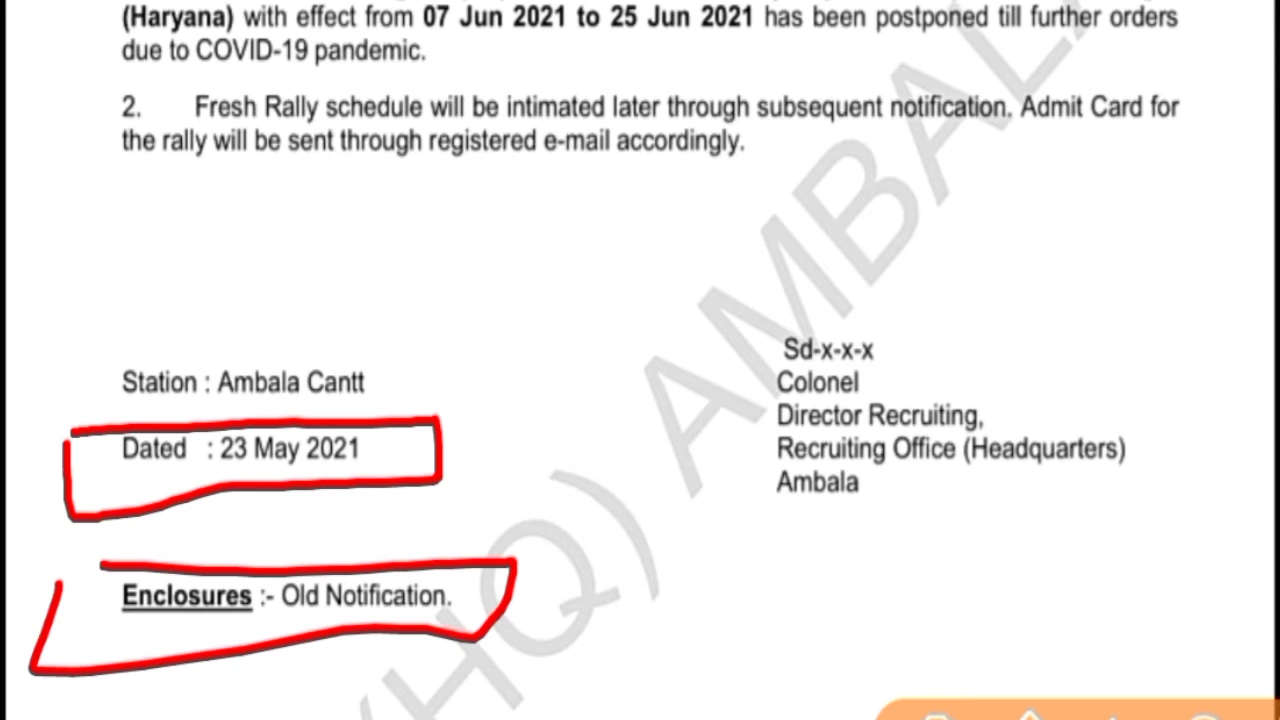 (Haryana) with effect from 07 Jun 2021 to 25 Jun 2021 has been postponed till further orders
due to COVID-19 pandemic.
2. Fresh Rally schedule will be intimated later through subsequent notification. Admit Card for
the rally will be sent through registered e-mail accordingly.
Sd-x-x-x
Station : Ambala Cantt
Colonel
Director Recruiting,
Dated : 23 May 2021
Recruiting Office (Headquarters)
Ambala
Enclosures :- Old Notification.
HQ) AMBALA